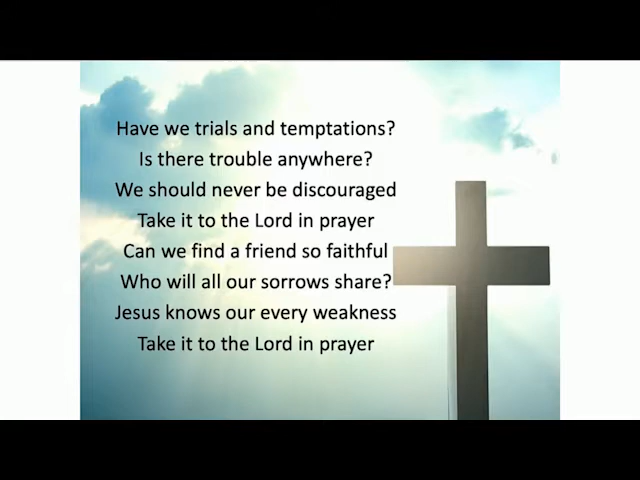 Have we trials and temptations?
Is there trouble anywhere?
We should never be discouraged
Take it to the Lord in prayer
Can we find a friend so faithful
Who will all our sorrows share?
Jesus knows our every weakness
Take it to the Lord in prayer